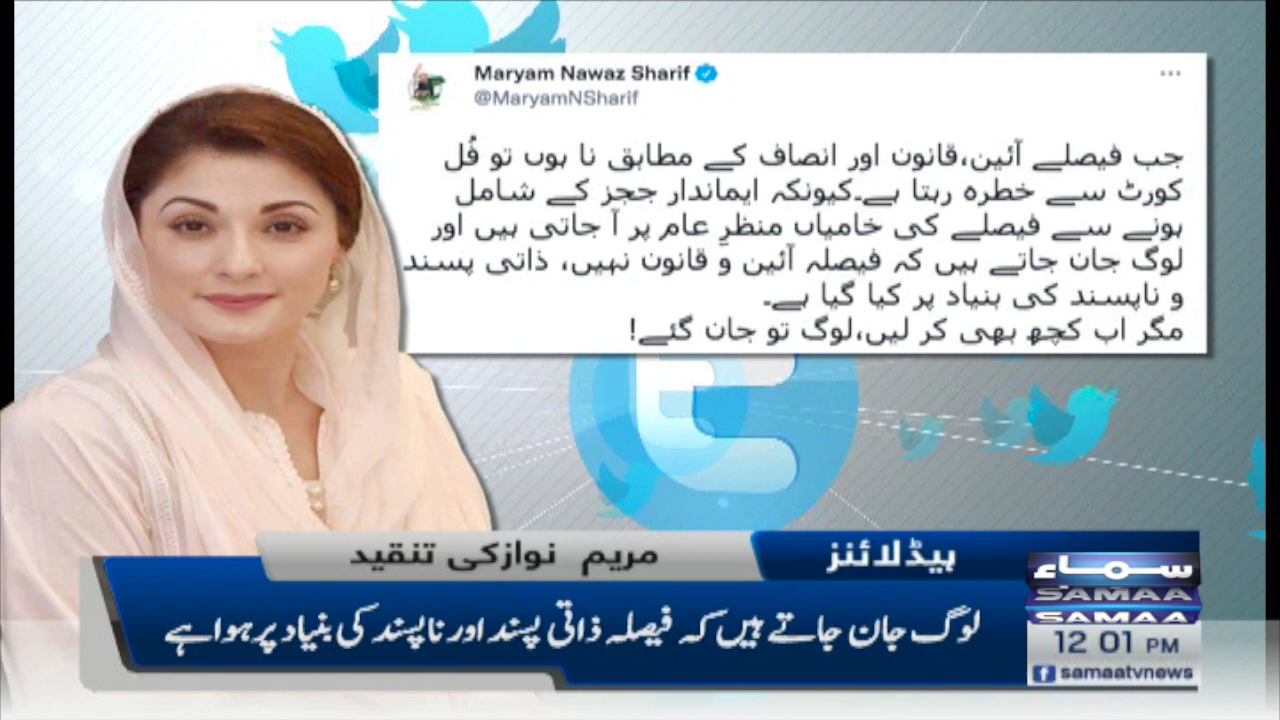 Maryam Nawaz Sharif
@MaryamNSharif
جب فیصلے آئین،قانون اور انصاف کے مطابق نا ہوں تو فُل
کورٹ سے خطرہ رہتا ہے۔کیونکہ ایماندار ججز کے شامل
ہونے سے فیصلے کی خامیاں منظرِ عام پر آ جاتی ہیں اور
لوگ جان جاتے ہیں کہ فیصلہ آئین و قانون نہیں، ذاتی پسند
و ناپسند کی بنیاد پر کیا گیا ہے۔
مگر اب کچھ بھی کر لیں،لوگ تو جان گئے!
ہیڈلائنز
مریم نواز کی تنقید
لوگ جان جاتے ہیں کہ فیصلہ ذاتی پسند اور ناپسند کی بنیاد پر ہوا ہے
سماء
SAMAA
SAMAA
12 01 PM
samaatvnews